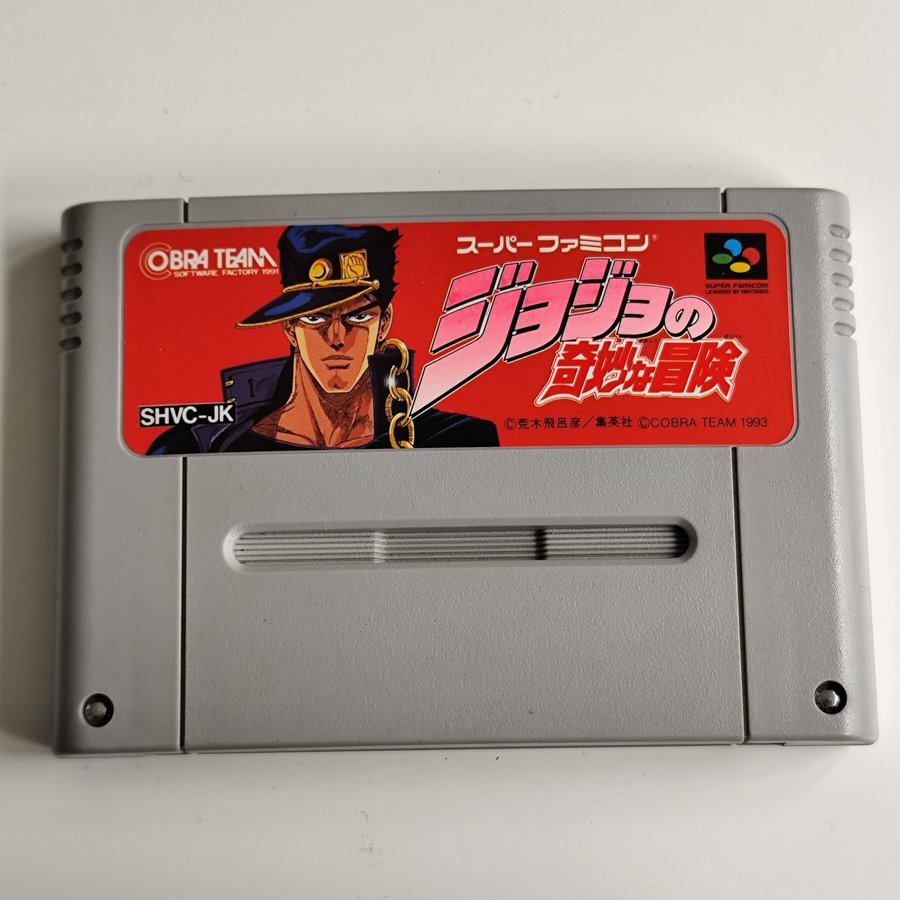 COBRA TEAM
SOFTWARE FACTORY 1991
スーパー ファミコン®
ジョジョの
奇妙な冒険
SUPER FAMICOM
LICENSED BY NINTENDO
SHVC-JK
©荒木飛呂彦/集英社 ©COBRA TEAM 1993